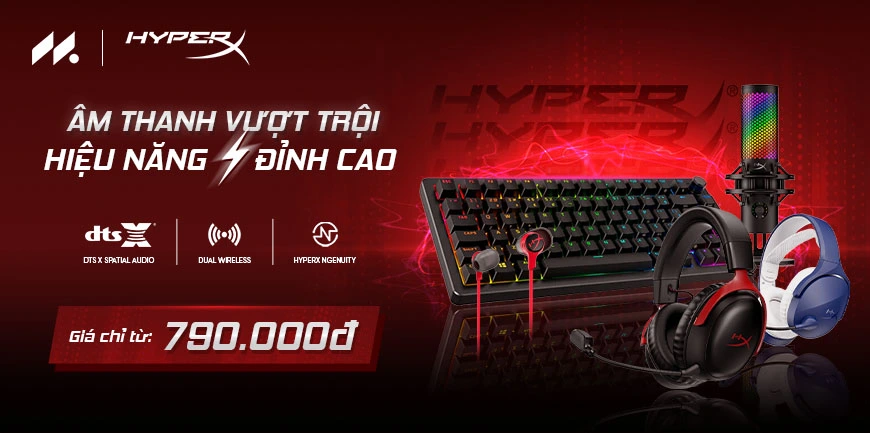 M.
HYPERX
ÂM THANH VƯỢT TRỘI
HIỆU NĂNG ĐỈNH CAO
dts X®
DTS X SPATIAL AUDIO
DUAL WIRELESS
HYPERX NGENUITY
Giá chỉ từ: 790.000đ
HYPERX®
HYPERX®
HYPERX